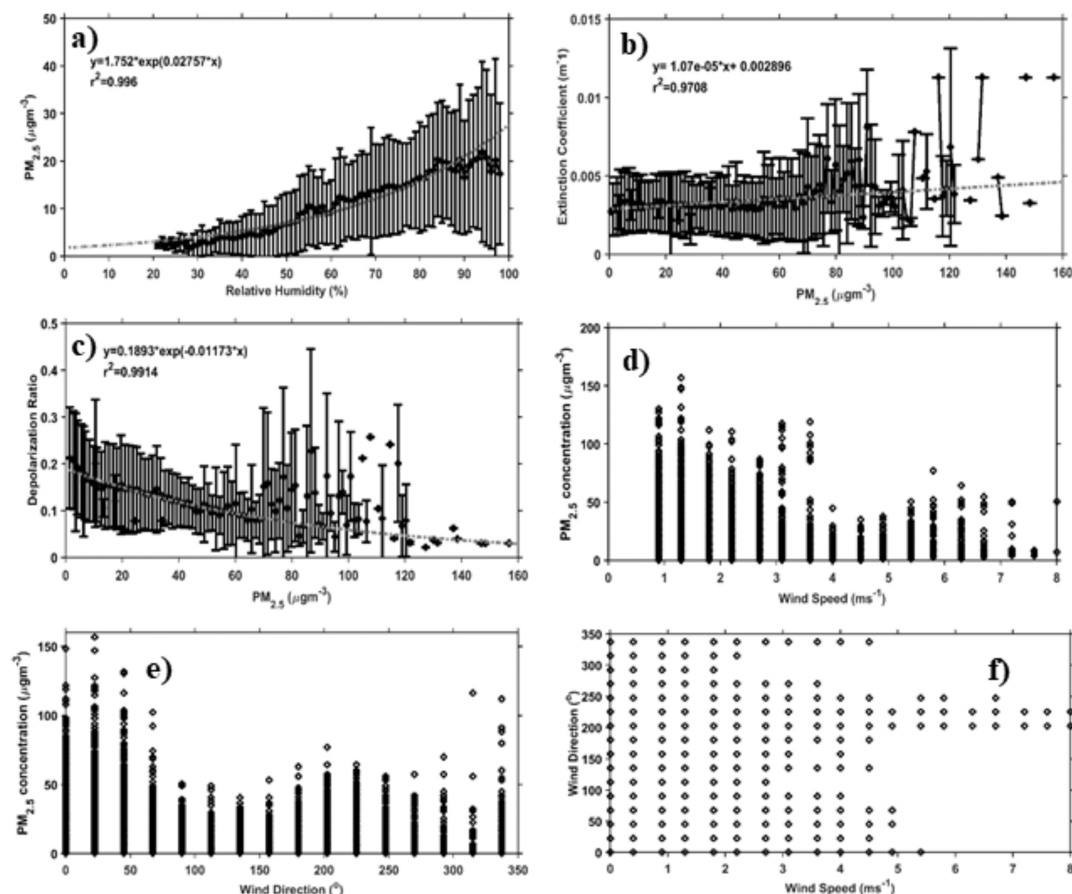 a)
y=1.752*exp(0.02757*x)
r²=0.996
PM₂.₅ (μgm⁻³)
50
40
30
20
10
0
0 10 20 30 40 50 60 70 80 90 100
Relative Humidity (%)
b)
y= 1.07e-05*x+ 0.002896
r²=0.9708
Extinction Coefficient (m⁻¹)
0.015
0.01
0.005
0.000
0 20 40 60 80 100 120 140 160
PM₂.₅ (μgm⁻³)
c)
y=0.1893*exp(-0.01173*x)
r²=0.9914
Depolarization Ratio
0.5
0.4
0.3
0.2
0.1
0
0 20 40 60 80 100 120 140 160
PM₂.₅ (μgm⁻³)
d)
PM₂.₅ concentration (μgm⁻³)
200
150
100
50
0
0 1 2 3 4 5 6 7 8
Wind Speed (ms⁻¹)
e)
PM₂.₅ concentration (μgm⁻³)
150
100
50
0
0 50 100 150 200 250 300 350
Wind Direction (°)
f)
Wind Direction (°)
350
300
250
200
150
100
50
0
0 1 2 3 4 5 6 7 8
Wind Speed (ms⁻¹)